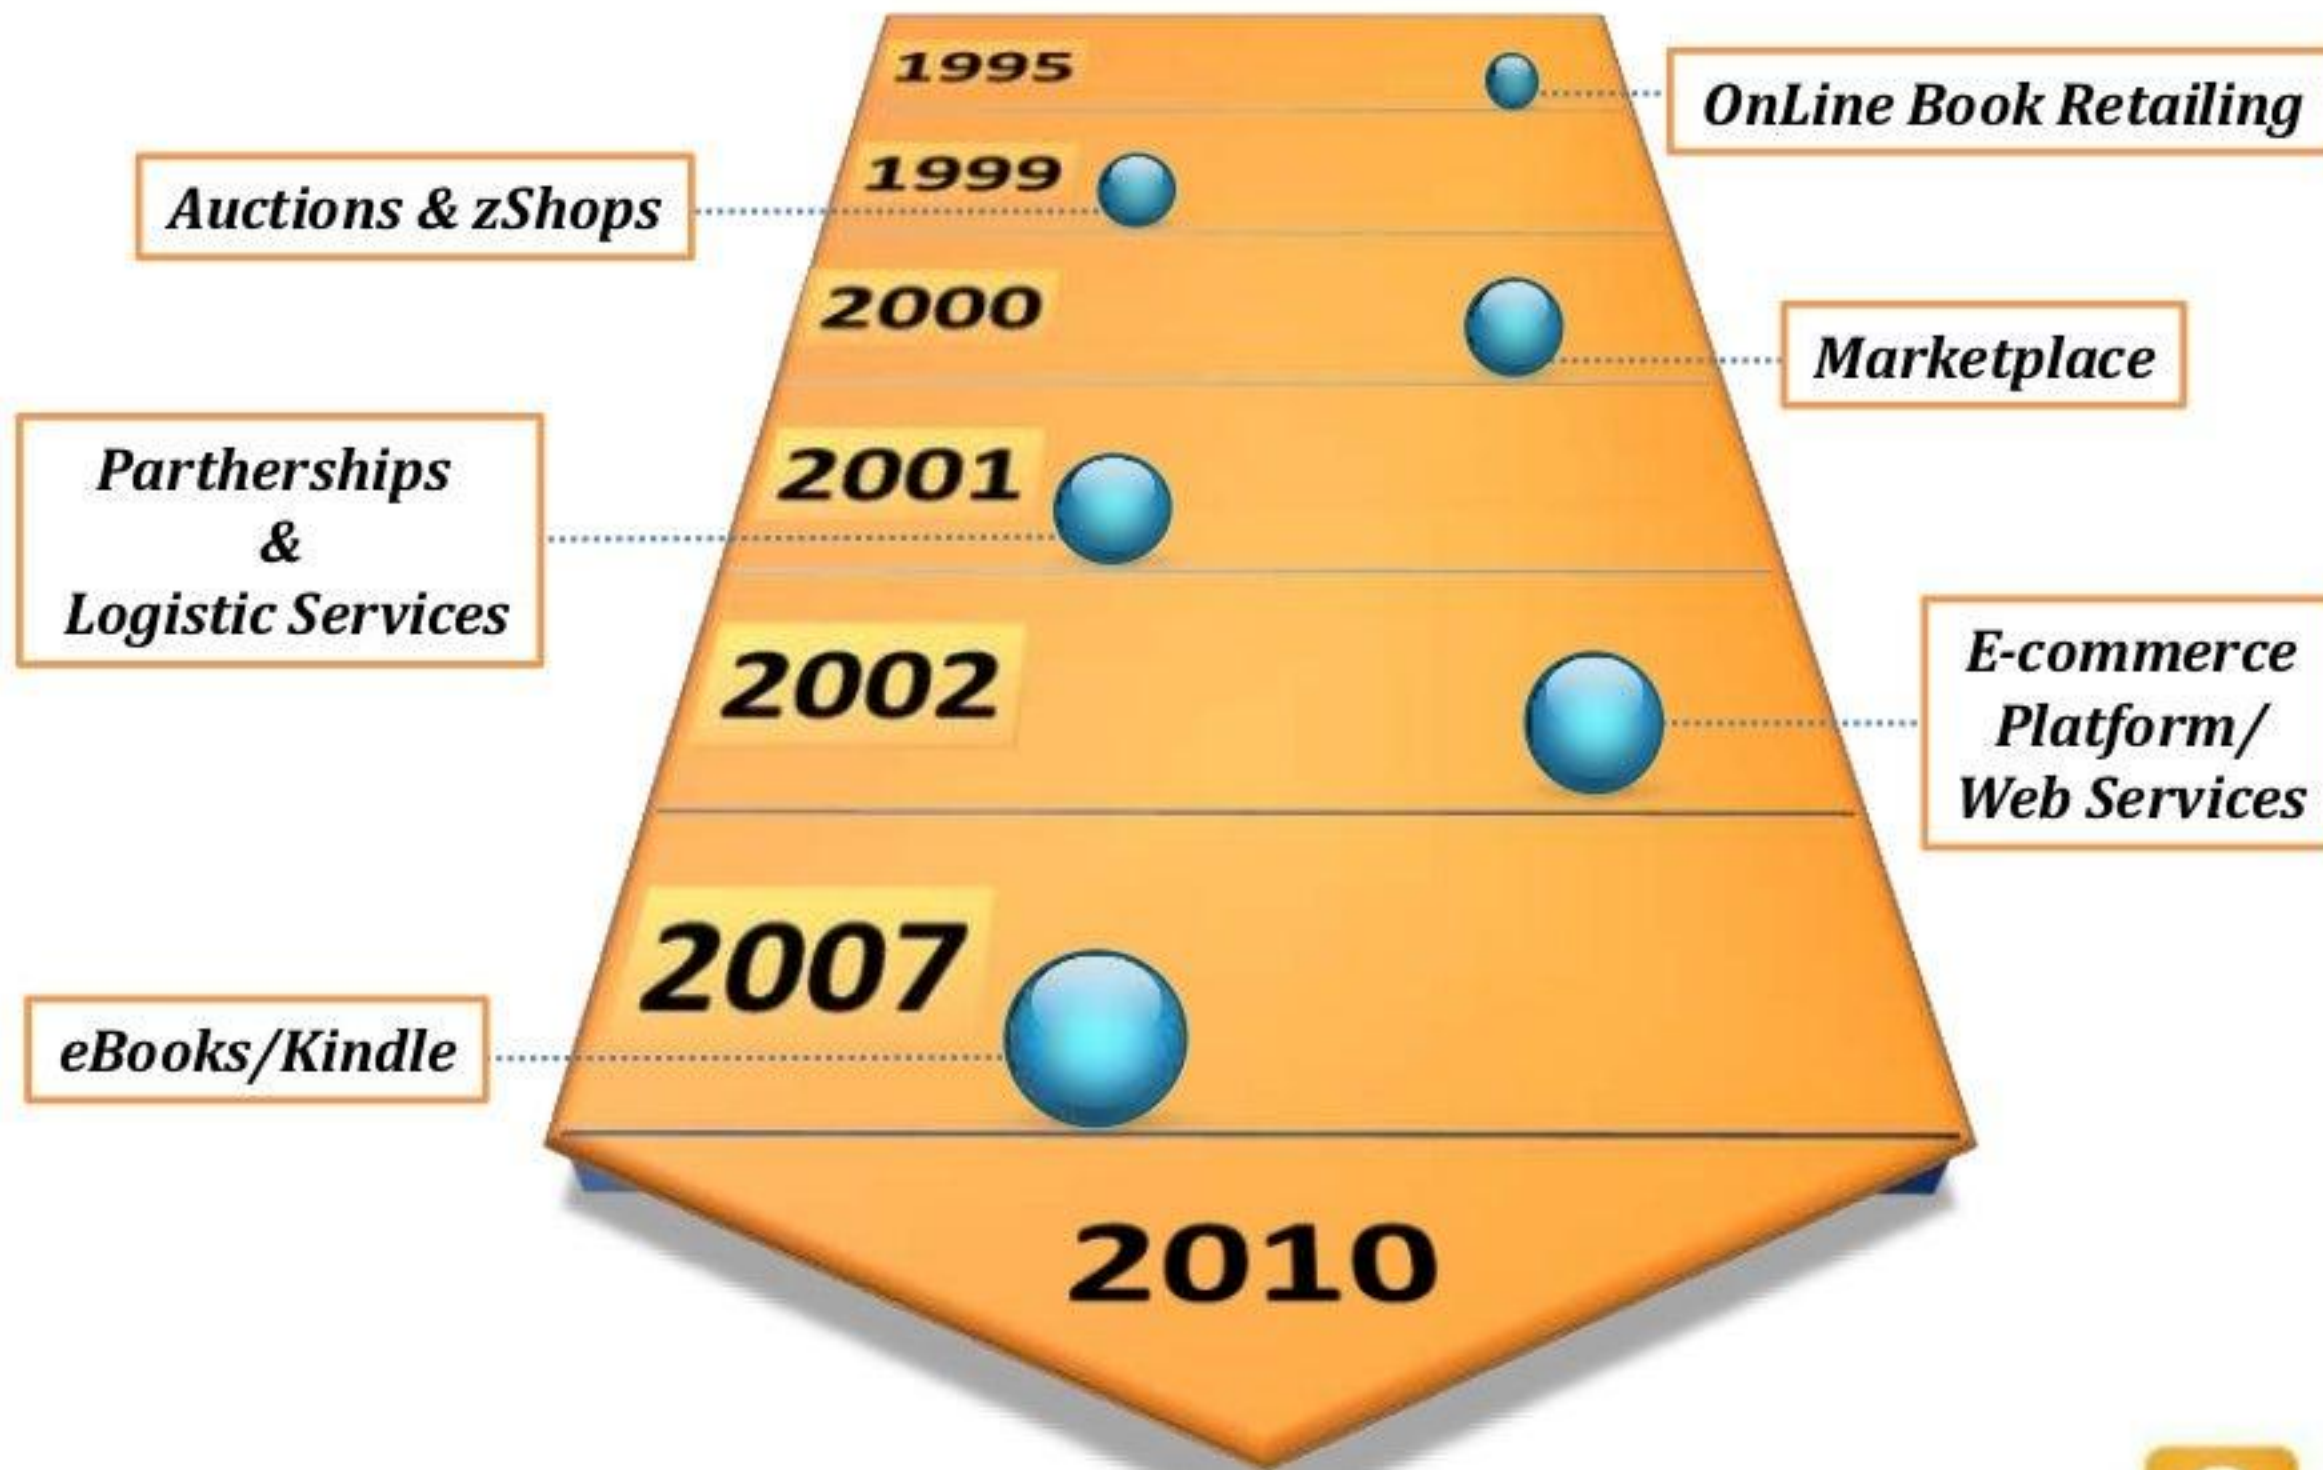 1995
OnLine Book Retailing
1999
Auctions & zShops
2000
Marketplace
2001
Partherships
&
Logistic Services
2002
E-commerce
Platform/
Web Services
2007
eBooks/Kindle
2010